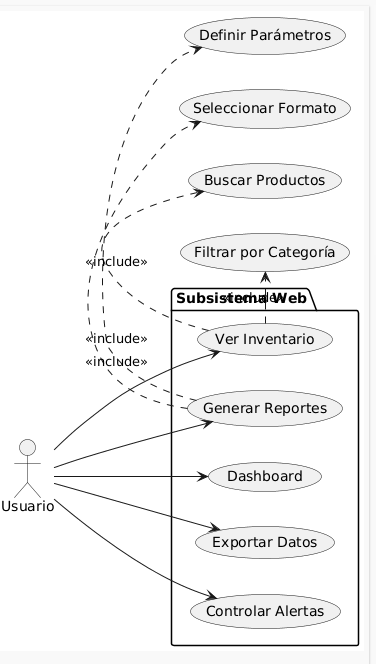 Definir Parámetros
Seleccionar Formato
Buscar Productos
Filtrar por Categoría
«include»
Subsistema Web
Ver Inventario
«include»
«include»
Generar Reportes
Dashboard
Usuario
Exportar Datos
Controlar Alertas